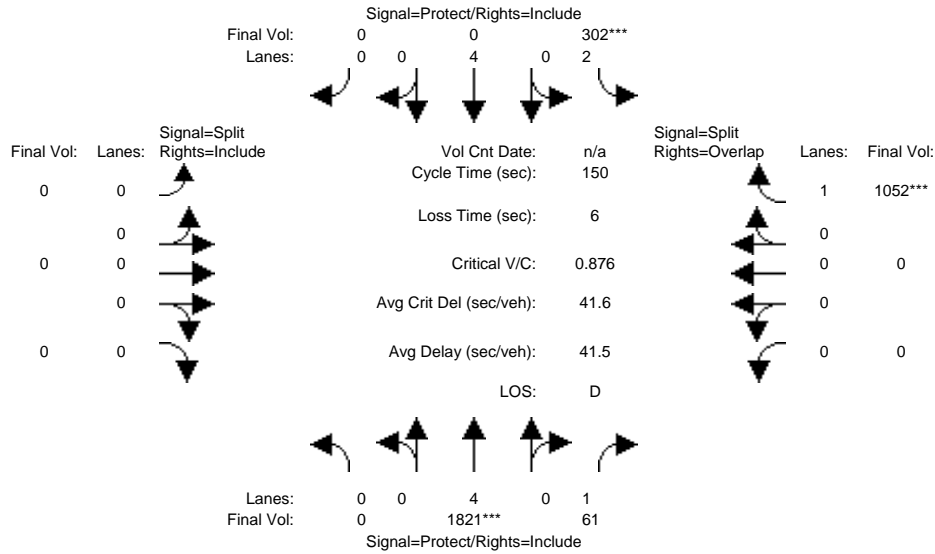 Signal=Protect/Rights=Include
Final Vol: 0 0 302***
Lanes: 0 0 4 0 2
Signal=Split
Final Vol: Lanes: Rights=Include
Vol Cnt Date: n/a
Signal=Split
Rights=Overlap Lanes: Final Vol:
Cycle Time (sec): 150
0 0
1 1052***
Loss Time (sec): 6
0
0
0 0
Critical V/C: 0.876
0 0
0
Avg Crit Del (sec/veh): 41.6
0
0 0
Avg Delay (sec/veh): 41.5
0 0
LOS: D
Lanes: 0 0 4 0 1
Final Vol: 0 1821*** 61
Signal=Protect/Rights=Include